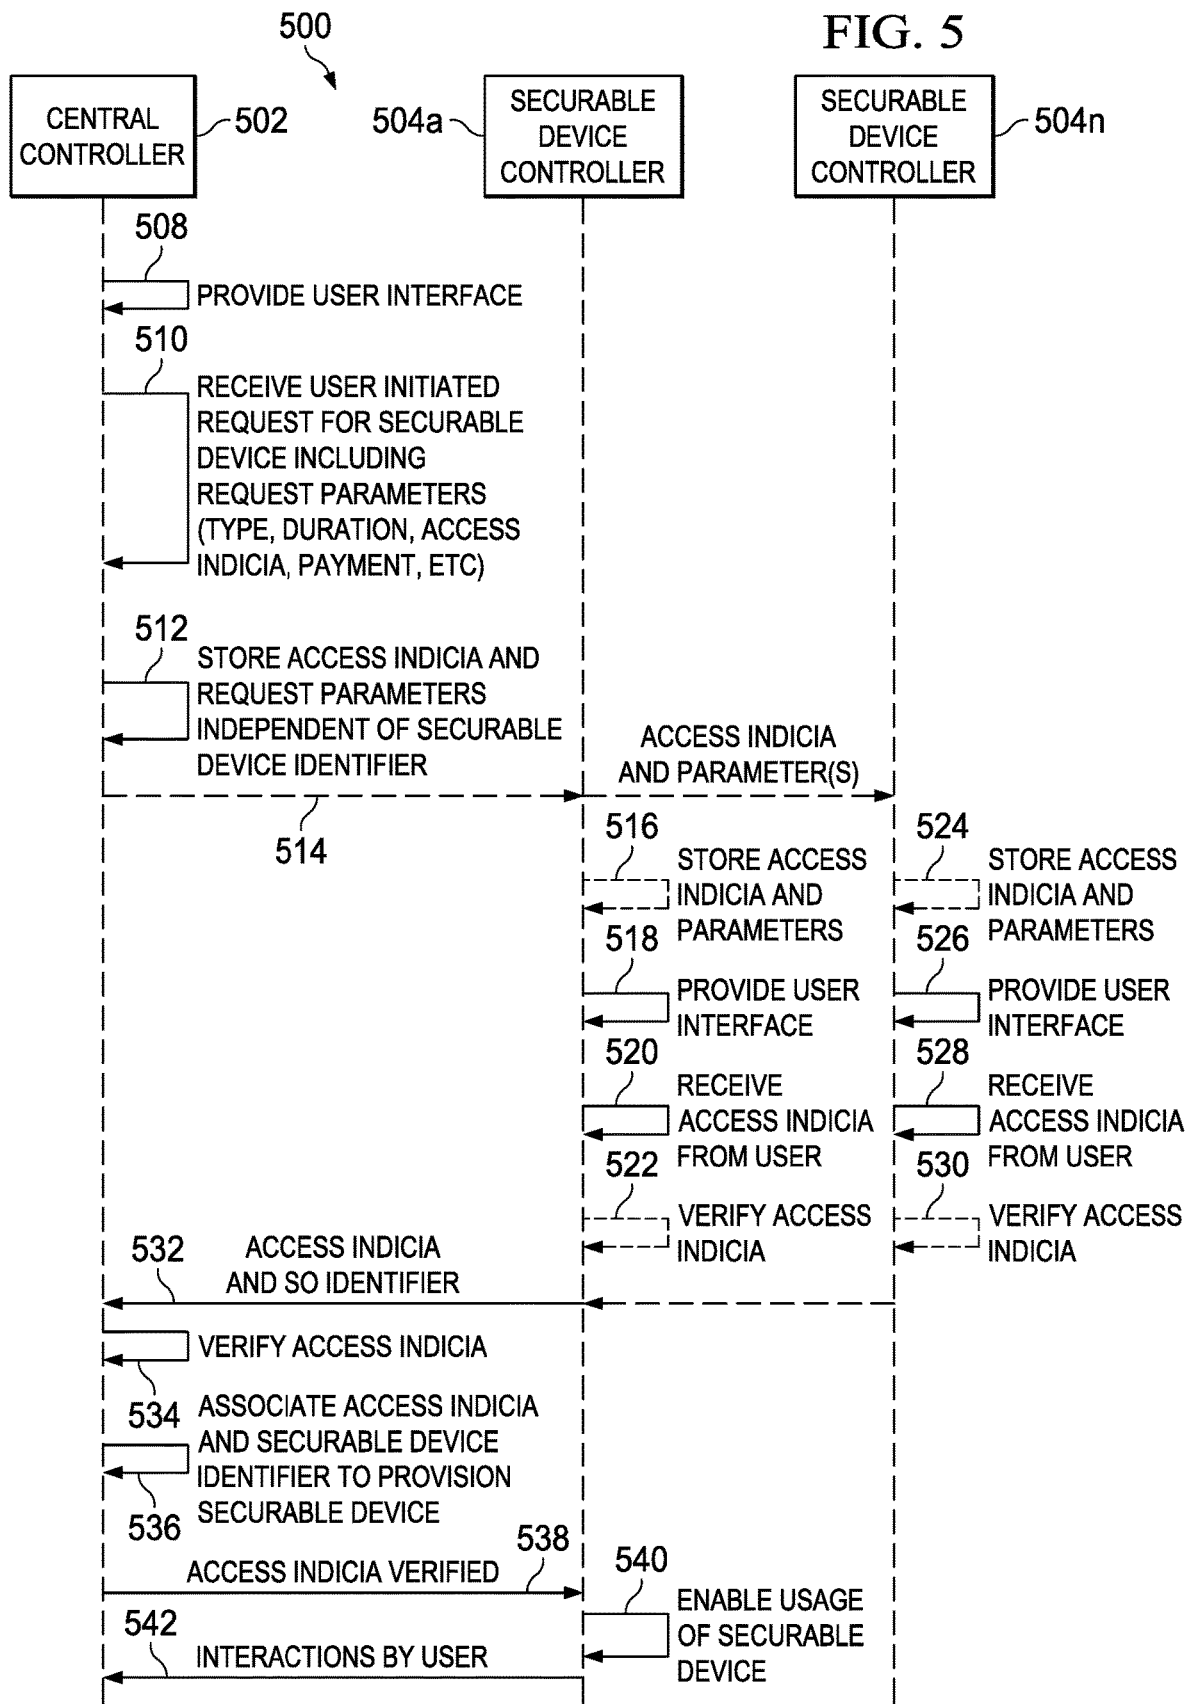 FIG. 5
500
CENTRAL
CONTROLLER
502
504a
SECURABLE
DEVICE
CONTROLLER
SECURABLE
DEVICE
CONTROLLER
504n
508
PROVIDE USER INTERFACE
510
RECEIVE USER INITIATED
REQUEST FOR SECURABLE
DEVICE INCLUDING
REQUEST PARAMETERS
(TYPE, DURATION, ACCESS
INDICIA, PAYMENT, ETC)
512
STORE ACCESS INDICIA AND
REQUEST PARAMETERS
INDEPENDENT OF SECURABLE
DEVICE IDENTIFIER
514
ACCESS INDICIA
AND PARAMETER(S)
516
STORE ACCESS
INDICIA AND
PARAMETERS
524
STORE ACCESS
INDICIA AND
PARAMETERS
518
PROVIDE USER
INTERFACE
526
PROVIDE USER
INTERFACE
520
RECEIVE
ACCESS INDICIA
FROM USER
528
RECEIVE
ACCESS INDICIA
FROM USER
522
VERIFY ACCESS
INDICIA
530
VERIFY ACCESS
INDICIA
532
ACCESS INDICIA
AND SO IDENTIFIER
VERIFY ACCESS INDICIA
534
ASSOCIATE ACCESS INDICIA
AND SECURABLE DEVICE
IDENTIFIER TO PROVISION
SECURABLE DEVICE
536
ACCESS INDICIA VERIFIED
538
540
ENABLE USAGE
OF SECURABLE
DEVICE
542
INTERACTIONS BY USER